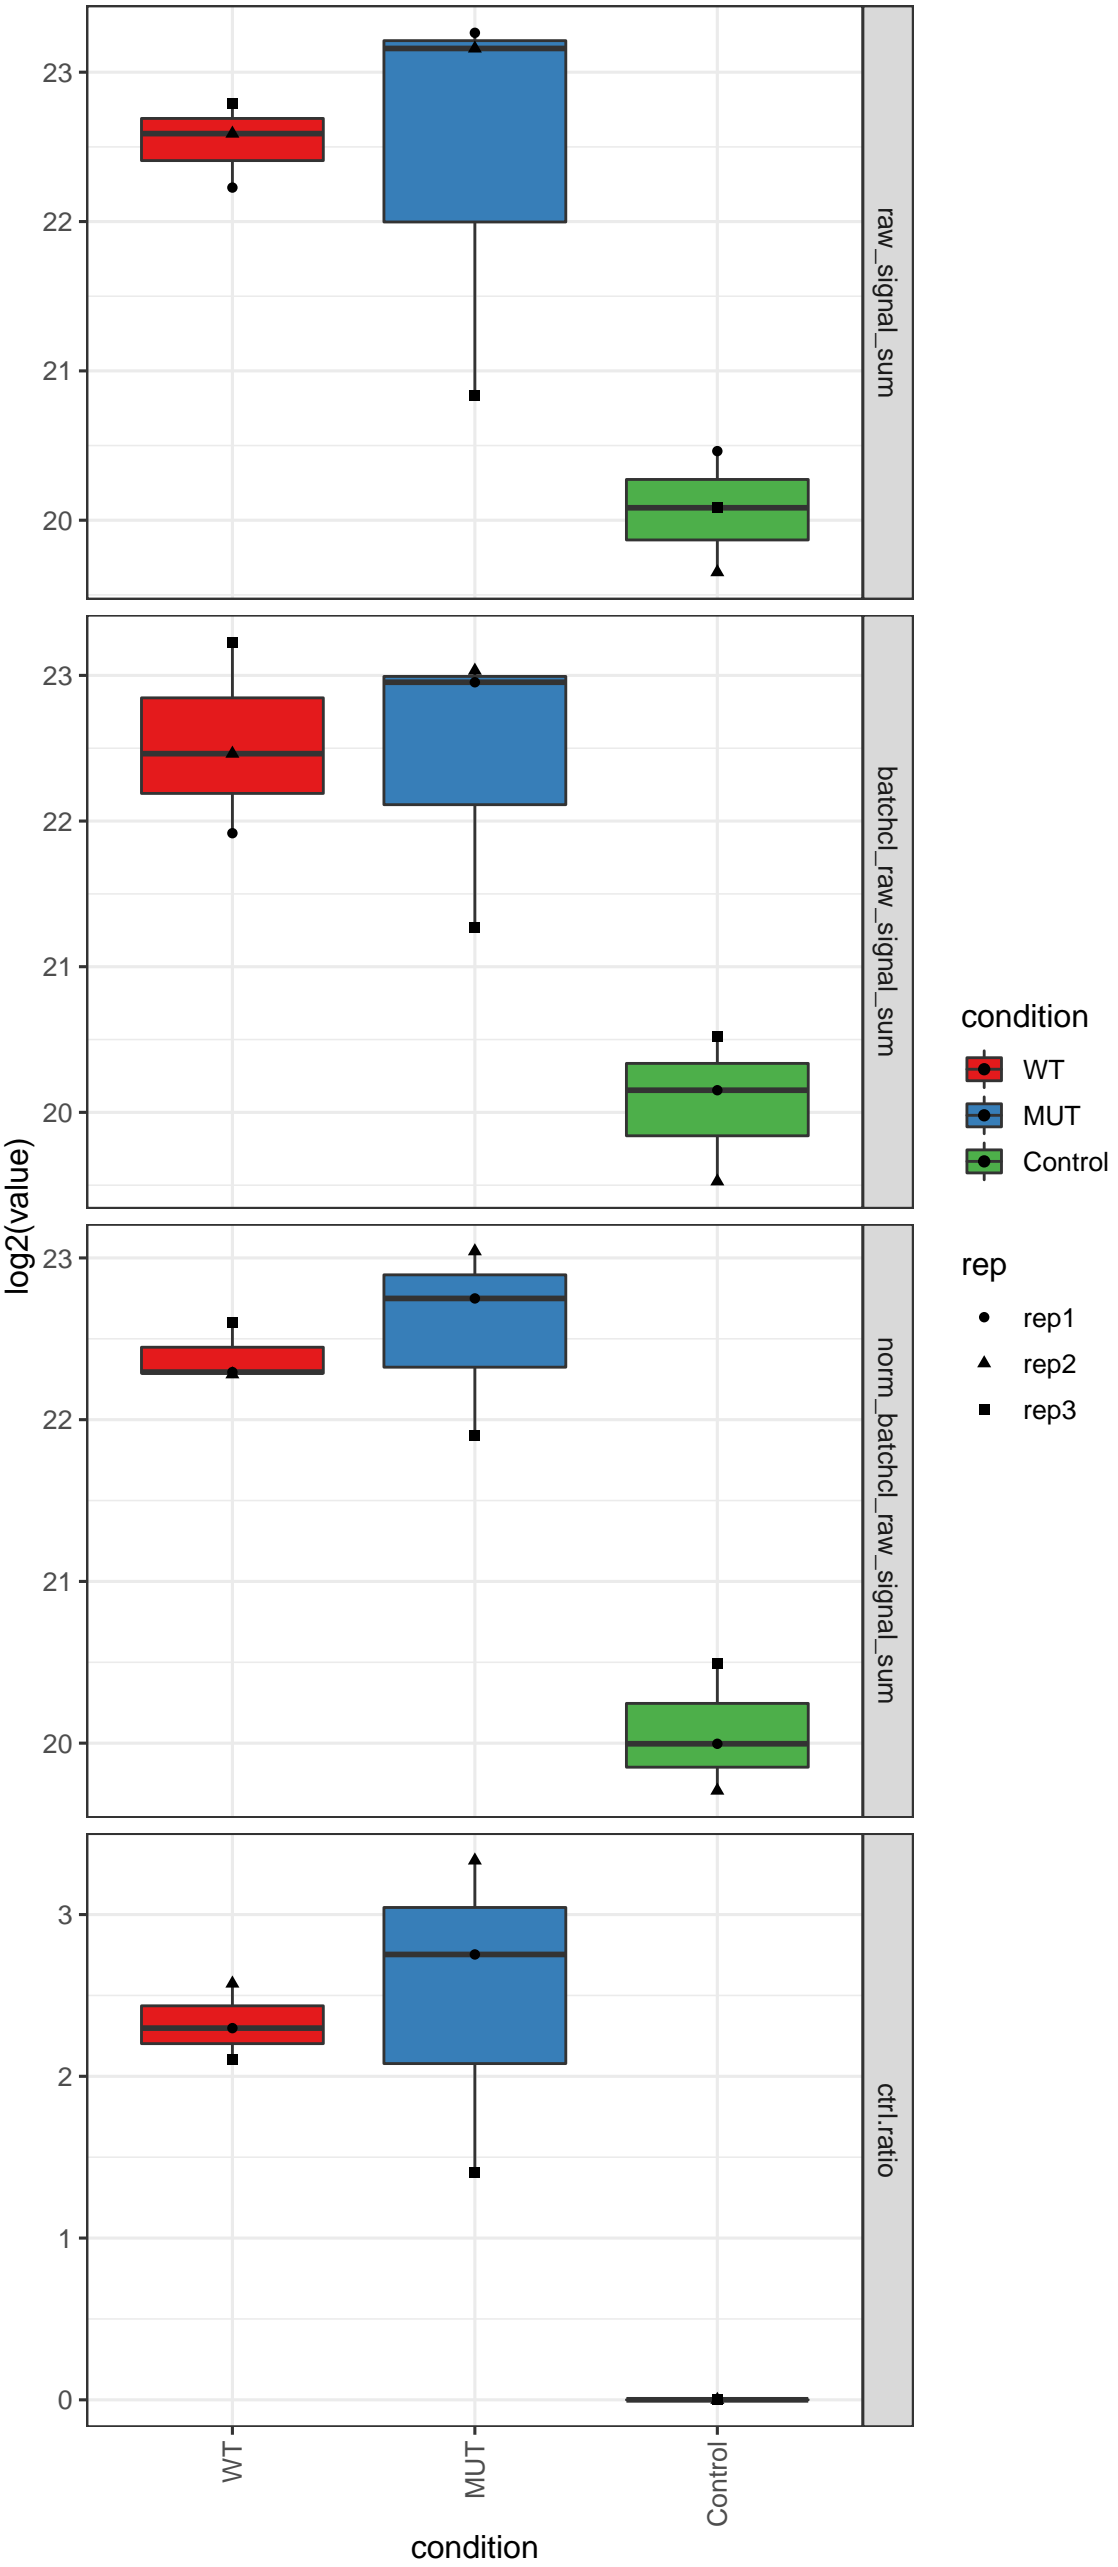 23
22
21
20
raw_signal_sum
23
22
21
20
batchcl_raw_signal_sum
23
22
21
20
norm_batchcl_raw_signal_sum
3
2
1
0
ctrl.ratio
log2(value)
WT
MUT
Control
condition
condition
WT
MUT
Control
rep
rep1
rep2
rep3